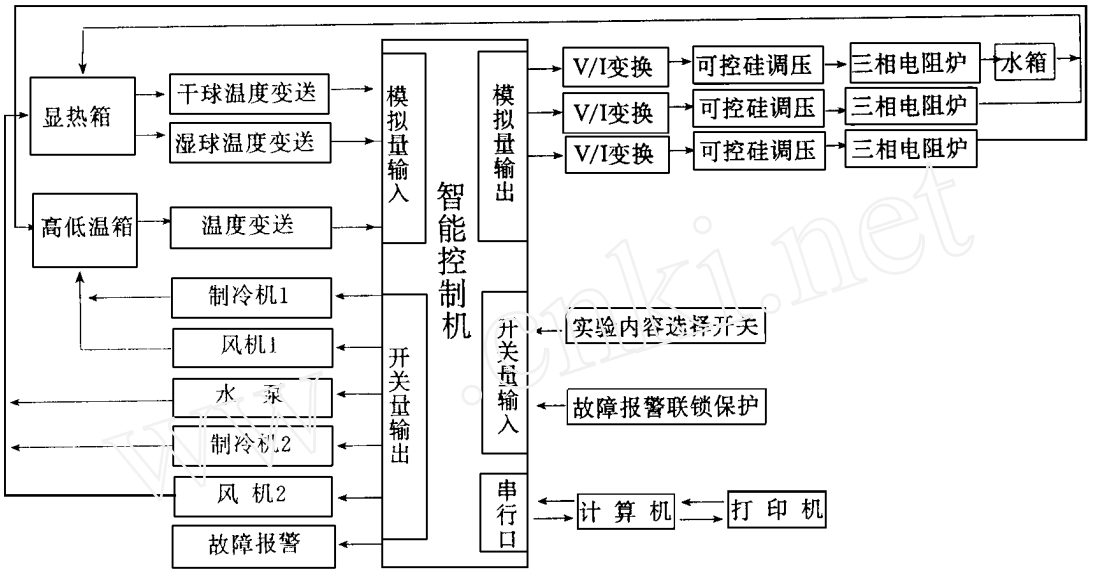 显热箱
高低温箱
干球温度变送
湿球温度变送
温度变送
制冷机1
风机1
水 泵
制冷机2
风 机2
故障报警
模拟量输入
开关量输出
智能控制机
模拟量输出
开关量输入
串行口
V/I变换
可控硅调压
三相电阻炉
水箱
V/I变换
可控硅调压
三相电阻炉
V/I变换
可控硅调压
三相电阻炉
实验内容选择开关
故障报警联锁保护
计 算 机
打 印 机
www.cnki.net